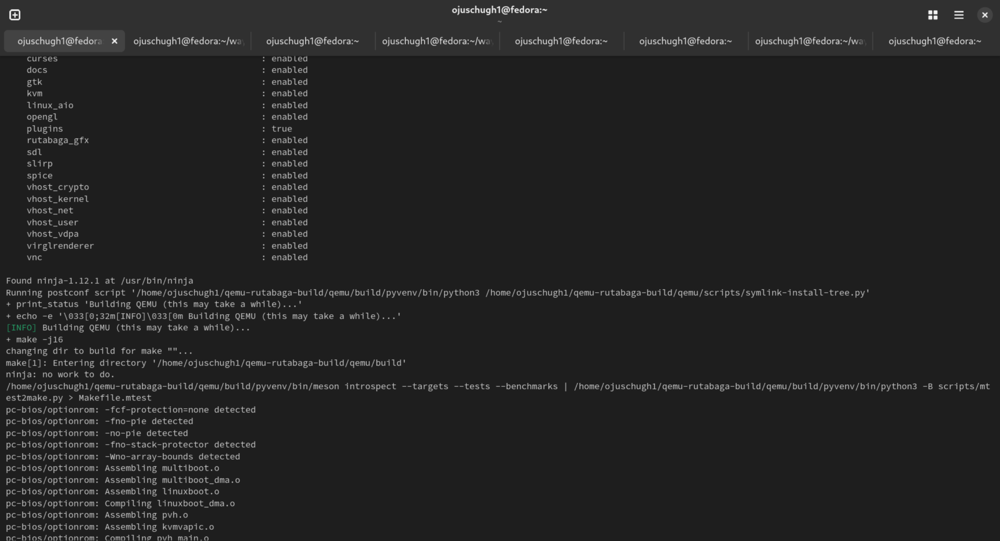 ojuschugh1@fedora:~
~
ojuschugh1@fedora: ojuschugh1@fedora:~/wa ojuschugh1@fedora:~ ojuschugh1@fedora:~/wa ojuschugh1@fedora:~ ojuschugh1@fedora:~ ojuschugh1@fedora:~/wa ojuschugh1@fedora:~
curses : enabled
docs : enabled
gtk : enabled
kvm : enabled
linux_aio : enabled
opengl : enabled
plugins : true
rutabaga_gfx : enabled
sdl : enabled
slirp : enabled
spice : enabled
vhost_crypto : enabled
vhost_kernel : enabled
vhost_net : enabled
vhost_user : enabled
vhost_vdpa : enabled
virglrenderer : enabled
vnc : enabled
Found ninja-1.12.1 at /usr/bin/ninja
Running postconf script '/home/ojuschugh1/qemu-rutabaga-build/qemu/build/pyvenv/bin/python3 /home/ojuschugh1/qemu-rutabaga-build/qemu/scripts/symlink-install-tree.py'
+ print_status 'Building QEMU (this may take a while)...'
+ echo -e '\033[0;32m[INFO]\033[0m Building QEMU (this may take a while)...'
[INFO] Building QEMU (this may take a while)...
+ make -j16
changing dir to build for make ""...
make[1]: Entering directory '/home/ojuschugh1/qemu-rutabaga-build/qemu/build'
ninja: no work to do.
/home/ojuschugh1/qemu-rutabaga-build/qemu/build/pyvenv/bin/meson introspect --targets --tests --benchmarks | /home/ojuschugh1/qemu-rutabaga-build/qemu/build/pyvenv/bin/python3 -B scripts/mt
est2make.py > Makefile.mtest
pc-bios/optionrom: -fcf-protection=none detected
pc-bios/optionrom: -fno-pie detected
pc-bios/optionrom: -no-pie detected
pc-bios/optionrom: -fno-stack-protector detected
pc-bios/optionrom: -Wno-array-bounds detected
pc-bios/optionrom: Assembling multiboot.o
pc-bios/optionrom: Assembling multiboot_dma.o
pc-bios/optionrom: Assembling linuxboot.o
pc-bios/optionrom: Compiling linuxboot_dma.o
pc-bios/optionrom: Assembling pvh.o
pc-bios/optionrom: Assembling kvmvapic.o
pc-bios/optionrom: Compiling pvh_main.o